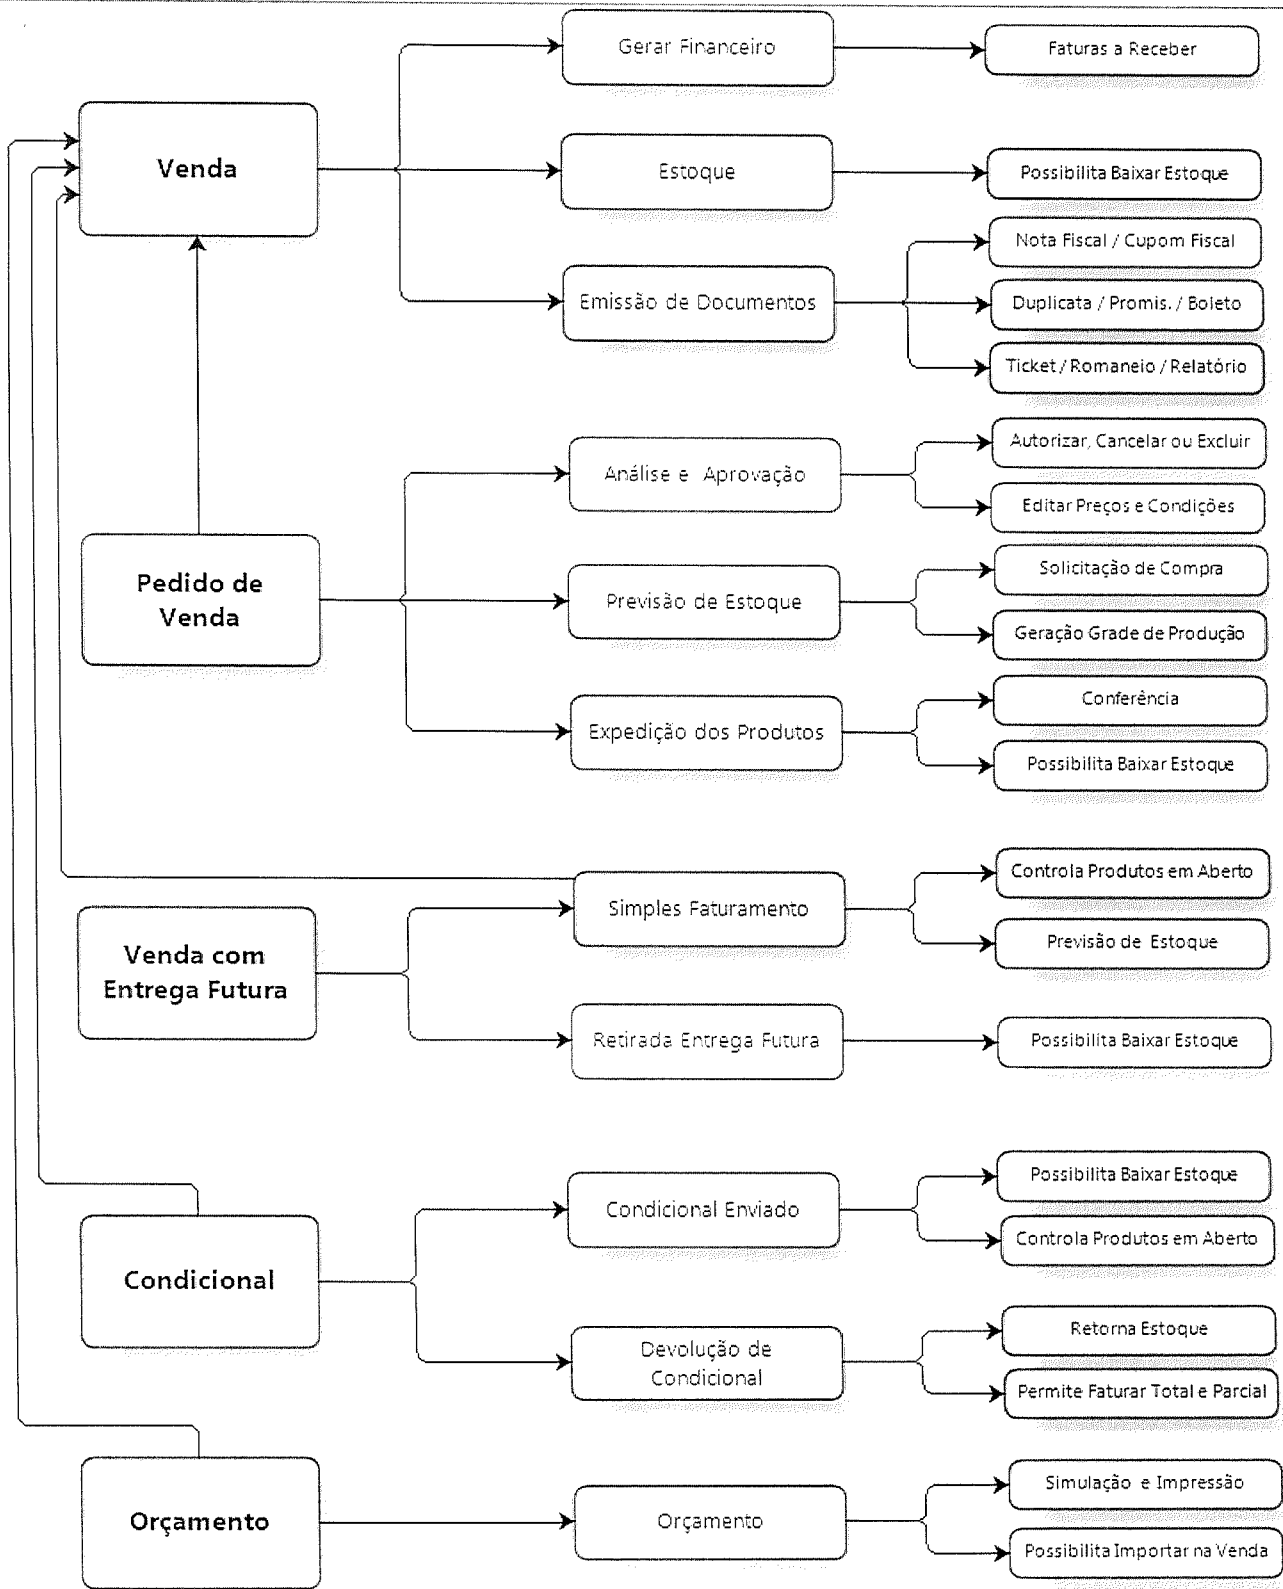 Gerar Financeiro
Faturas a Receber
Venda
Estoque
Possibilita Baixar Estoque
Nota Fiscal / Cupom Fiscal
Emissão de Documentos
Duplicata / Promis. / Boleto
Ticket / Romaneio / Relatório
Autorizar, Cancelar ou Excluir
Análise e Aprovação
Editar Preços e Condições
Pedido de
Venda
Solicitação de Compra
Previsão de Estoque
Geração Grade de Produção
Conferência
Expedição dos Produtos
Possibilita Baixar Estoque
Controla Produtos em Aberto
Simples Faturamento
Previsão de Estoque
Venda com
Entrega Futura
Retirada Entrega Futura
Possibilita Baixar Estoque
Possibilita Baixar Estoque
Condicional Enviado
Controla Produtos em Aberto
Condicional
Retorna Estoque
Devolução de
Condicional
Permite Faturar Total e Parcial
Simulação e Impressão
Orçamento
Orçamento
Possibilita Importar na Venda